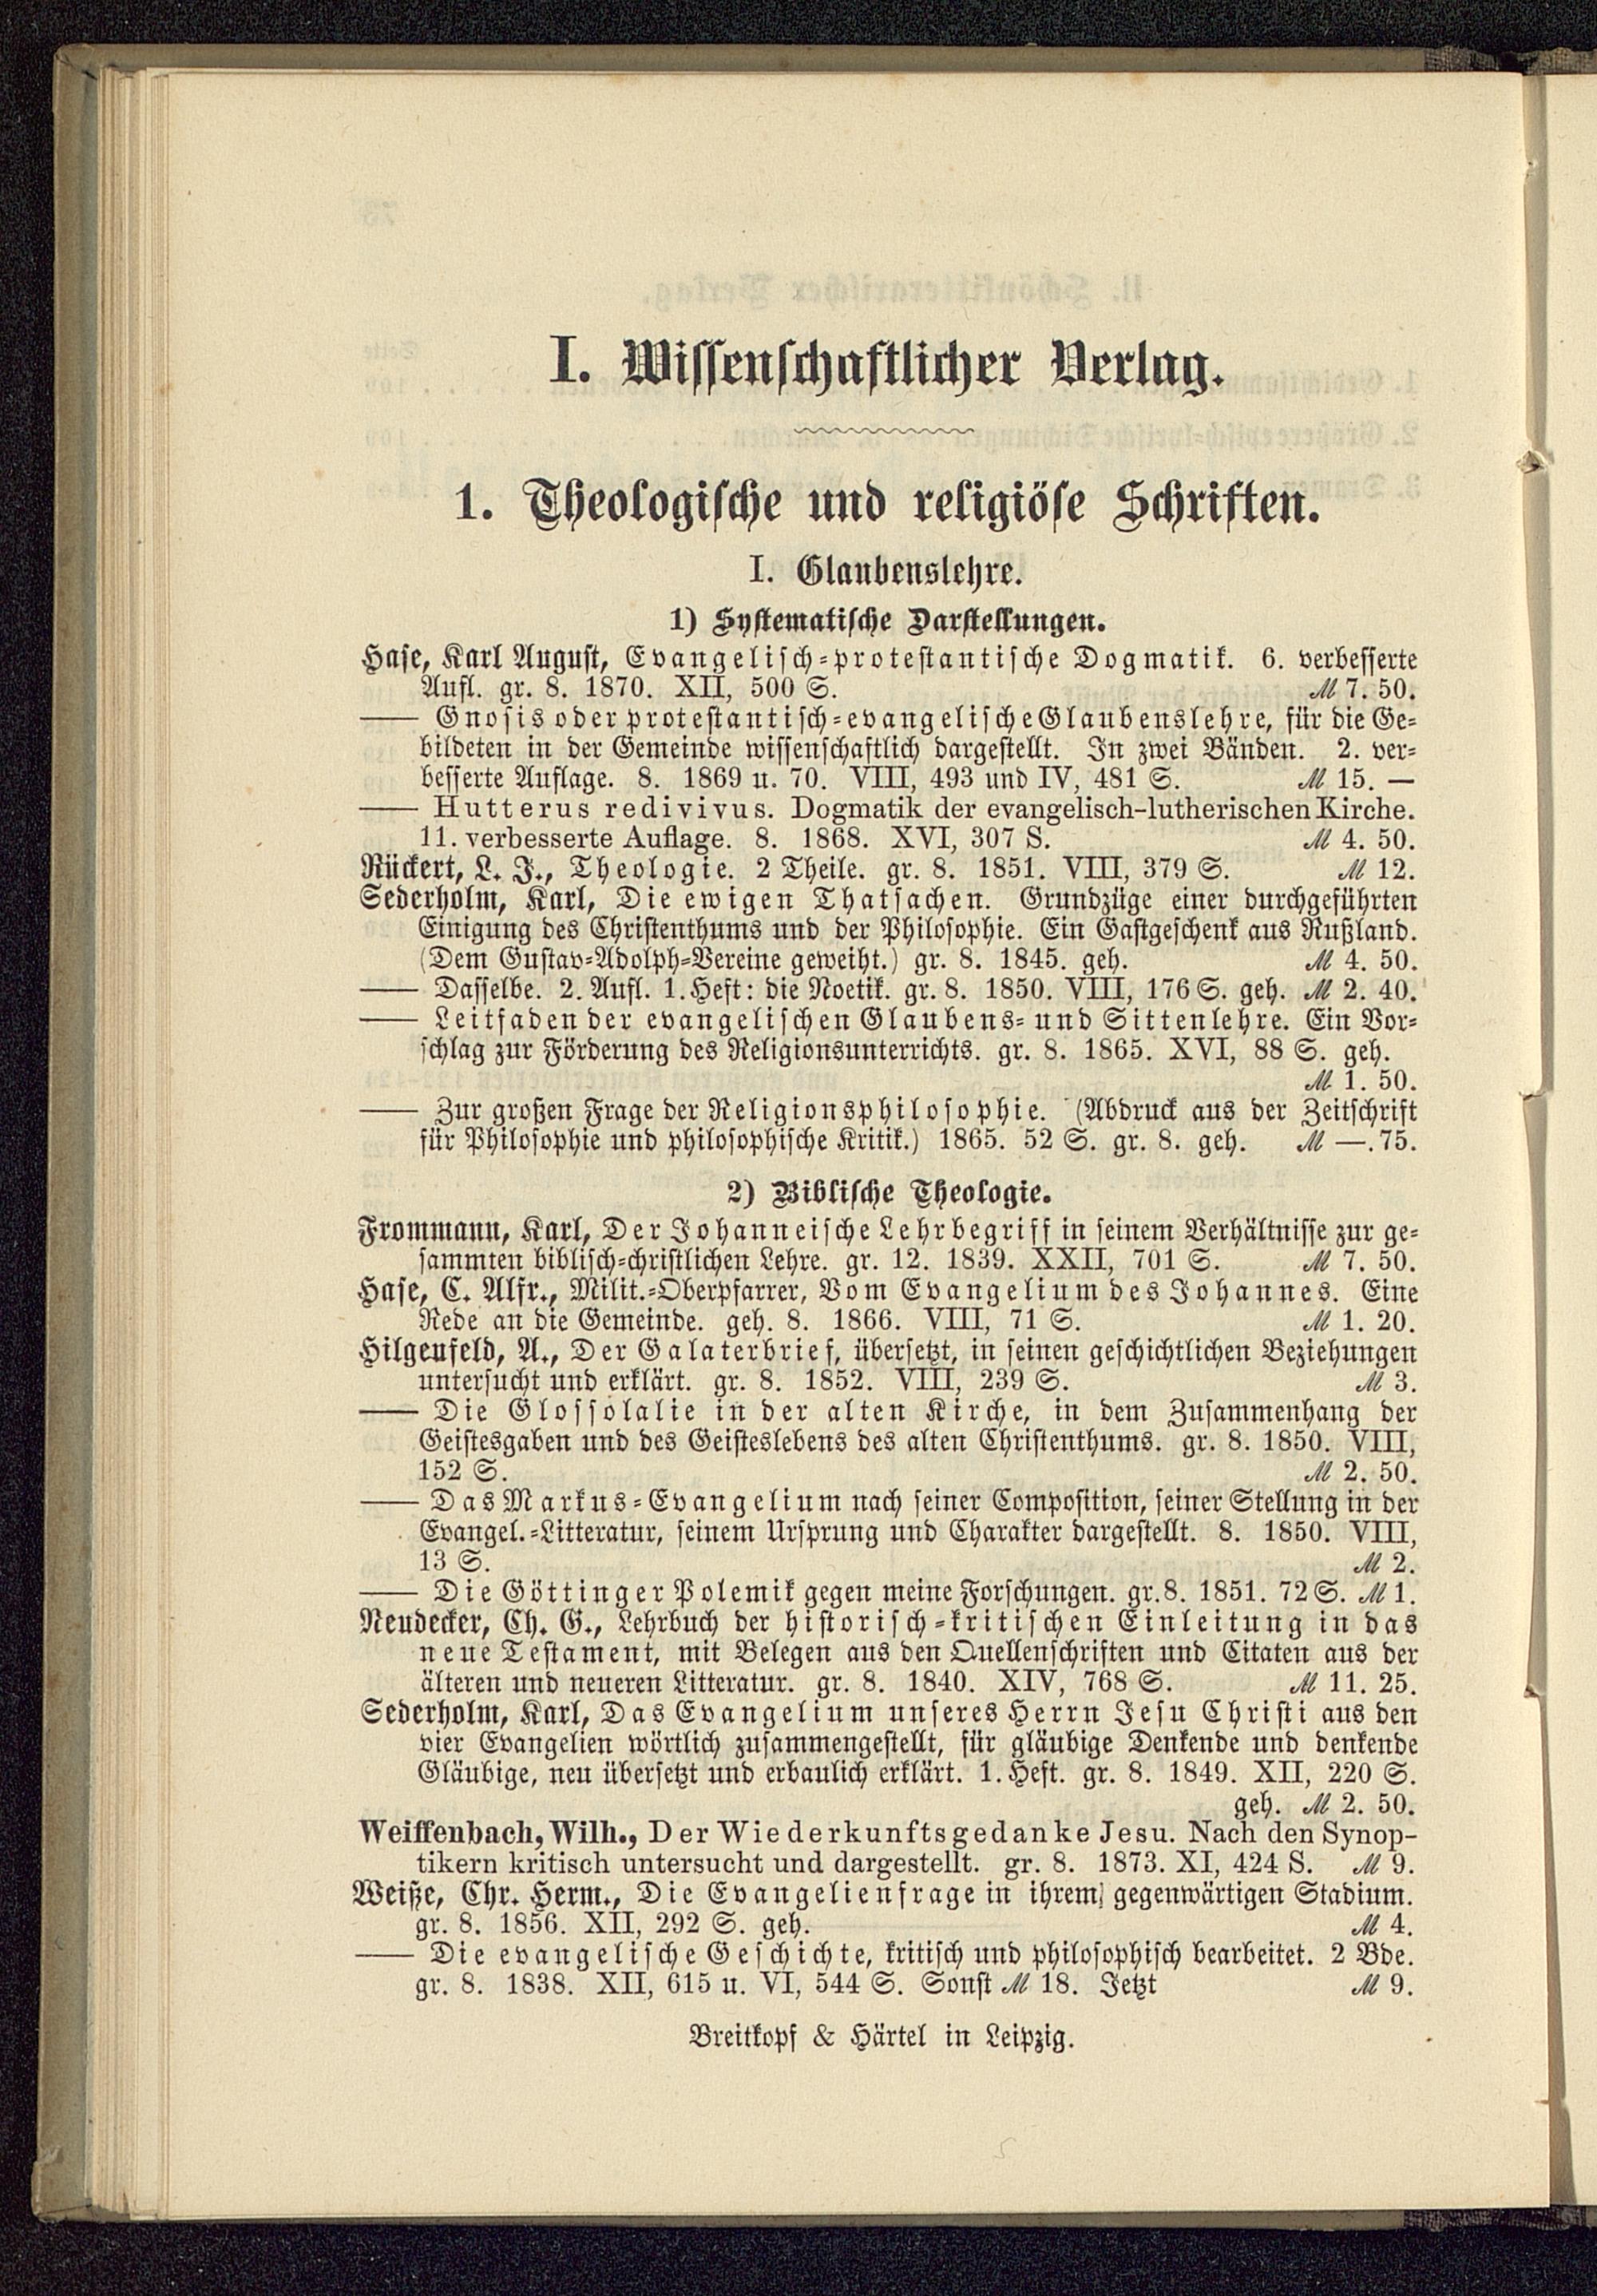 I. Wissenschaftlicher Verlag.
1. Theologische und religiöse Schriften.
I. Glaubenslehre.
1) Systematische Darstellungen.
Hase, Karl August, Evangelisch-protestantische Dogmatik. 6. verbesserte
Aufl. gr. 8. 1870. XII, 500 S. M 7. 50.
—— Gnosis oder protestantisch-evangelische Glaubenslehre, für die Ge-
bildeten in der Gemeinde wissenschaftlich dargestellt. In zwei Bänden. 2. ver-
besserte Auflage. 8. 1869 u. 70. VIII, 493 und IV, 481 S. M 15. —
—— Hutterus redivivus. Dogmatik der evangelisch-lutherischen Kirche.
11. verbesserte Auflage. 8. 1868. XVI, 307 S. M 4. 50.
Rückert, L. J., Theologie. 2 Theile. gr. 8. 1851. VIII, 379 S. M 12.
Sederholm, Karl, Die ewigen Thatsachen. Grundzüge einer durchgeführten
Einigung des Christenthums und der Philosophie. Ein Gastgeschenk aus Rußland.
(Dem Gustav-Adolph-Vereine geweiht.) gr. 8. 1845. geh. M 4. 50.
—— Dasselbe. 2. Aufl. 1. Heft: die Noetik. gr. 8. 1850. VIII, 176 S. geh. M 2. 40.
—— Leitfaden der evangelischen Glaubens- und Sittenlehre. Ein Vor-
schlag zur Förderung des Religionsunterrichts. gr. 8. 1865. XVI, 88 S. geh.
M 1. 50.
—— Zur großen Frage der Religionsphilosophie. (Abdruck aus der Zeitschrift
für Philosophie und philosophische Kritik.) 1865. 52 S. gr. 8. geh. M —. 75.
2) Biblische Theologie.
Frommann, Karl, Der Johanneische Lehrbegriff in seinem Verhältnisse zur ge-
sammten biblisch-christlichen Lehre. gr. 12. 1839. XXII, 701 S. M 7. 50.
Hase, C. Alfr., Milit.-Oberpfarrer, Vom Evangelium des Johannes. Eine
Rede an die Gemeinde. geh. 8. 1866. VIII, 71 S. M 1. 20.
Hilgenfeld, A., Der Galaterbrief, übersetzt, in seinen geschichtlichen Beziehungen
untersucht und erklärt. gr. 8. 1852. VIII, 239 S. M 3.
—— Die Glossolalie in der alten Kirche, in dem Zusammenhang der
Geistesgaben und des Geisteslebens des alten Christenthums. gr. 8. 1850. VIII,
152 S. M 2. 50.
—— Das Markus-Evangelium nach seiner Composition, seiner Stellung in der
Evangel.-Litteratur, seinem Ursprung und Charakter dargestellt. 8. 1850. VIII,
13 S. M 2.
—— Die Göttinger Polemik gegen meine Forschungen. gr. 8. 1851. 72 S. M 1.
Neudecker, Ch. G., Lehrbuch der historisch-kritischen Einleitung in das
neue Testament, mit Belegen aus den Quellenschriften und Citaten aus der
älteren und neueren Litteratur. gr. 8. 1840. XIV, 768 S. M 11. 25.
Sederholm, Karl, Das Evangelium unseres Herrn Jesu Christi aus den
vier Evangelien wörtlich zusammengestellt, für gläubige Denkende und denkende
Gläubige, neu übersetzt und erbaulich erklärt. 1. Heft. gr. 8. 1849. XII, 220 S.
geh. M 2. 50.
Weiffenbach, Wilh., Der Wiederkunftsgedanke Jesu. Nach den Synop-
tikern kritisch untersucht und dargestellt. gr. 8. 1873. XI, 424 S. M 9.
Weiße, Chr. Herm., Die Evangelienfrage in ihrem gegenwärtigen Stadium.
gr. 8. 1856. XII, 292 S. geh. M 4.
—— Die evangelische Geschichte, kritisch und philosophisch bearbeitet. 2 Bde.
gr. 8. 1838. XII, 615 u. VI, 544 S. Sonst M 18. Jetzt M 9.
Breitkopf & Härtel in Leipzig.